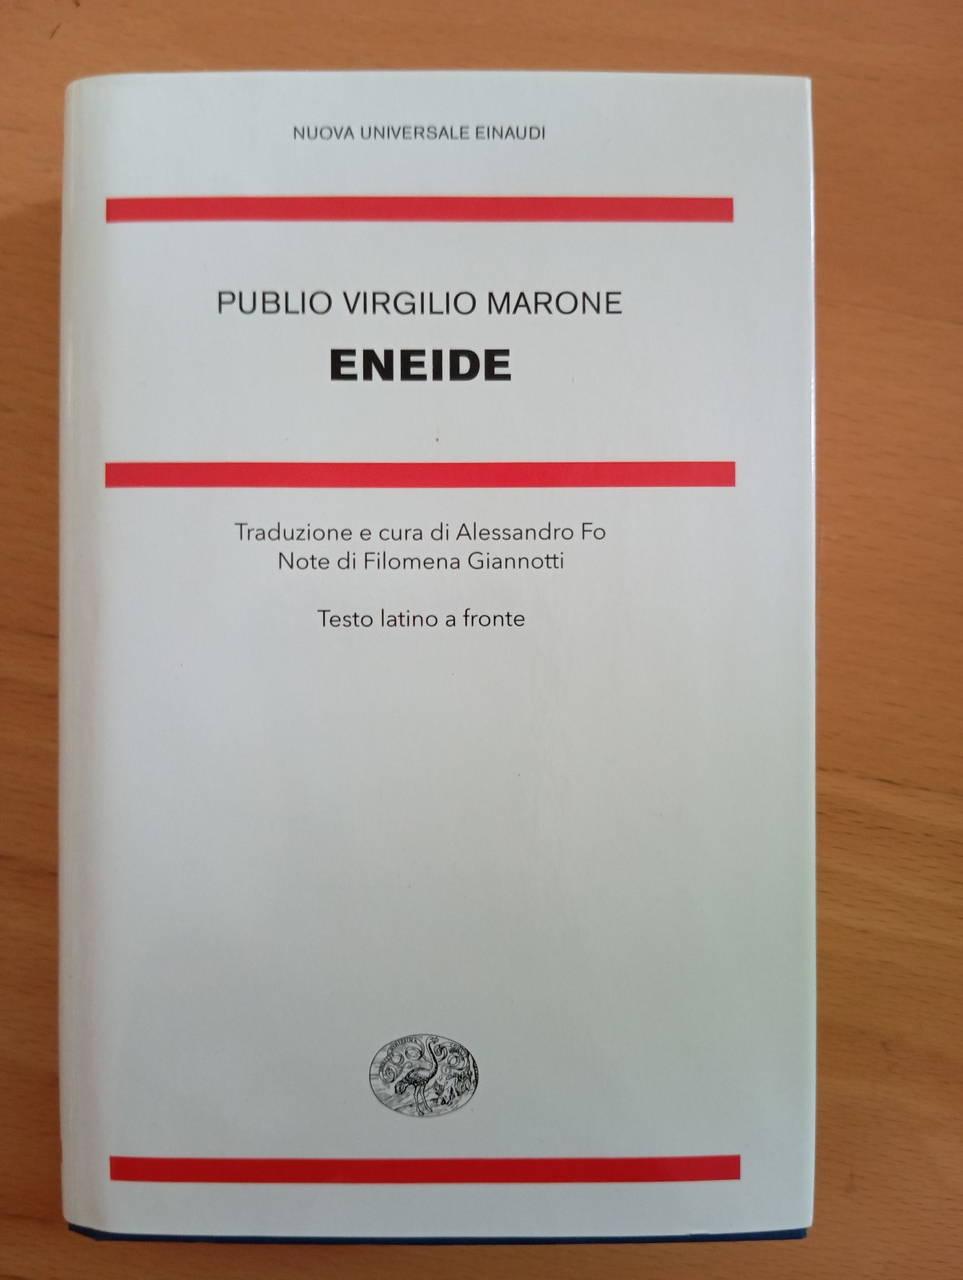 NUOVA UNIVERSALE EINAUDI
PUBLIO VIRGILIO MARONE
ENEIDE
Traduzione e cura di Alessandro Fo
Note di Filomena Giannotti
Testo latino a fronte